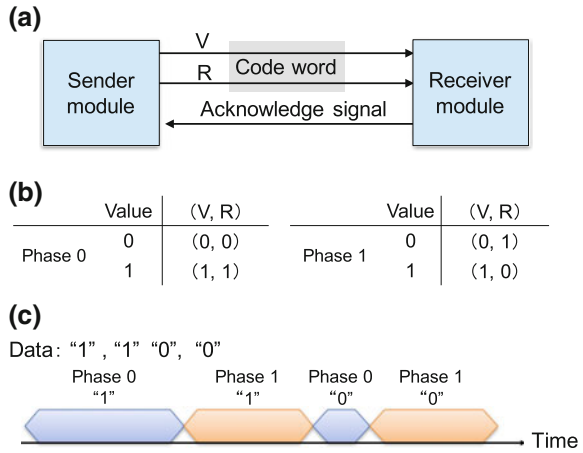 (a)
V
Sender module
R
Code word
Receiver module
Acknowledge signal
(b)
Value (V, R)
Phase 0
0 (0, 0)
1 (1, 1)
Value (V, R)
Phase 1
0 (0, 1)
1 (1, 0)
(c)
Data: “1” , “1” “0”, “0”
Phase 0 “1”
Phase 1 “1”
Phase 0 “0”
Phase 1 “0”
Time